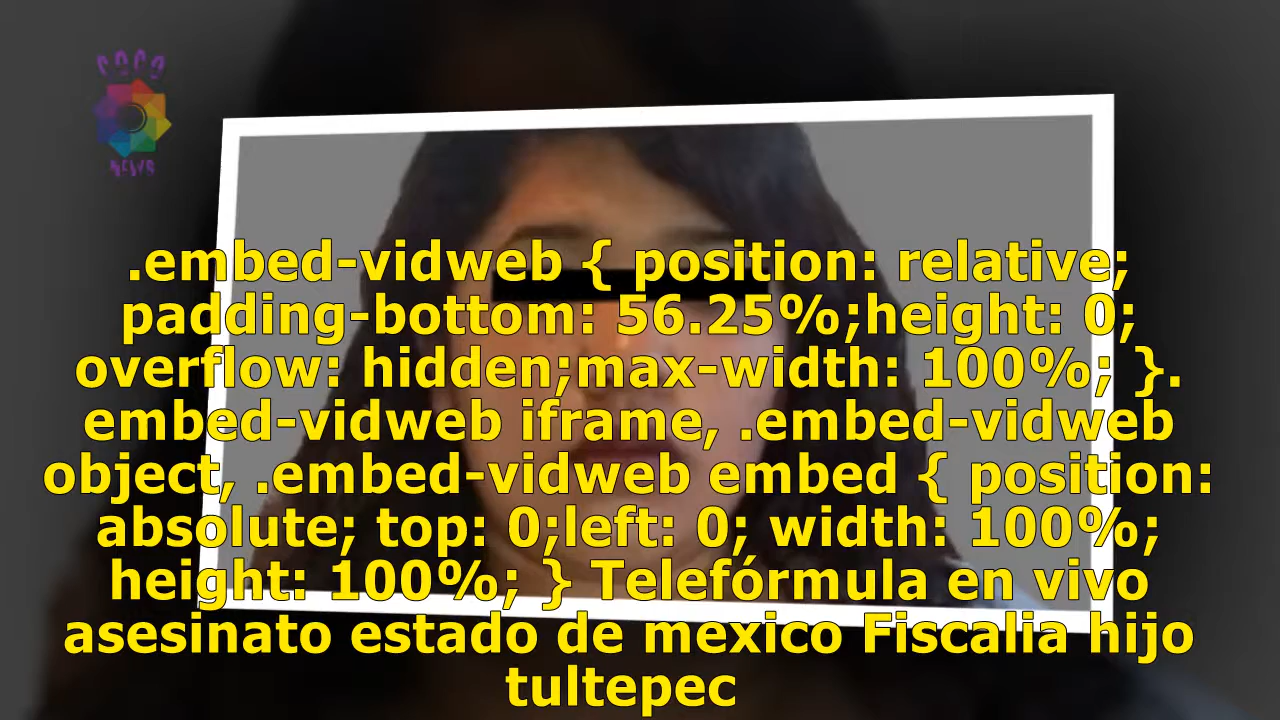 COCO
NEWS
.embed-vidweb { position: relative;
padding-bottom: 56.25%;height: 0;
overflow: hidden;max-width: 100%; }.
embed-vidweb iframe, .embed-vidweb
object, .embed-vidweb embed { position:
absolute; top: 0;left: 0; width: 100%;
height: 100%; } Telefórmula en vivo
asesinato estado de mexico Fiscalia hijo
tultepec